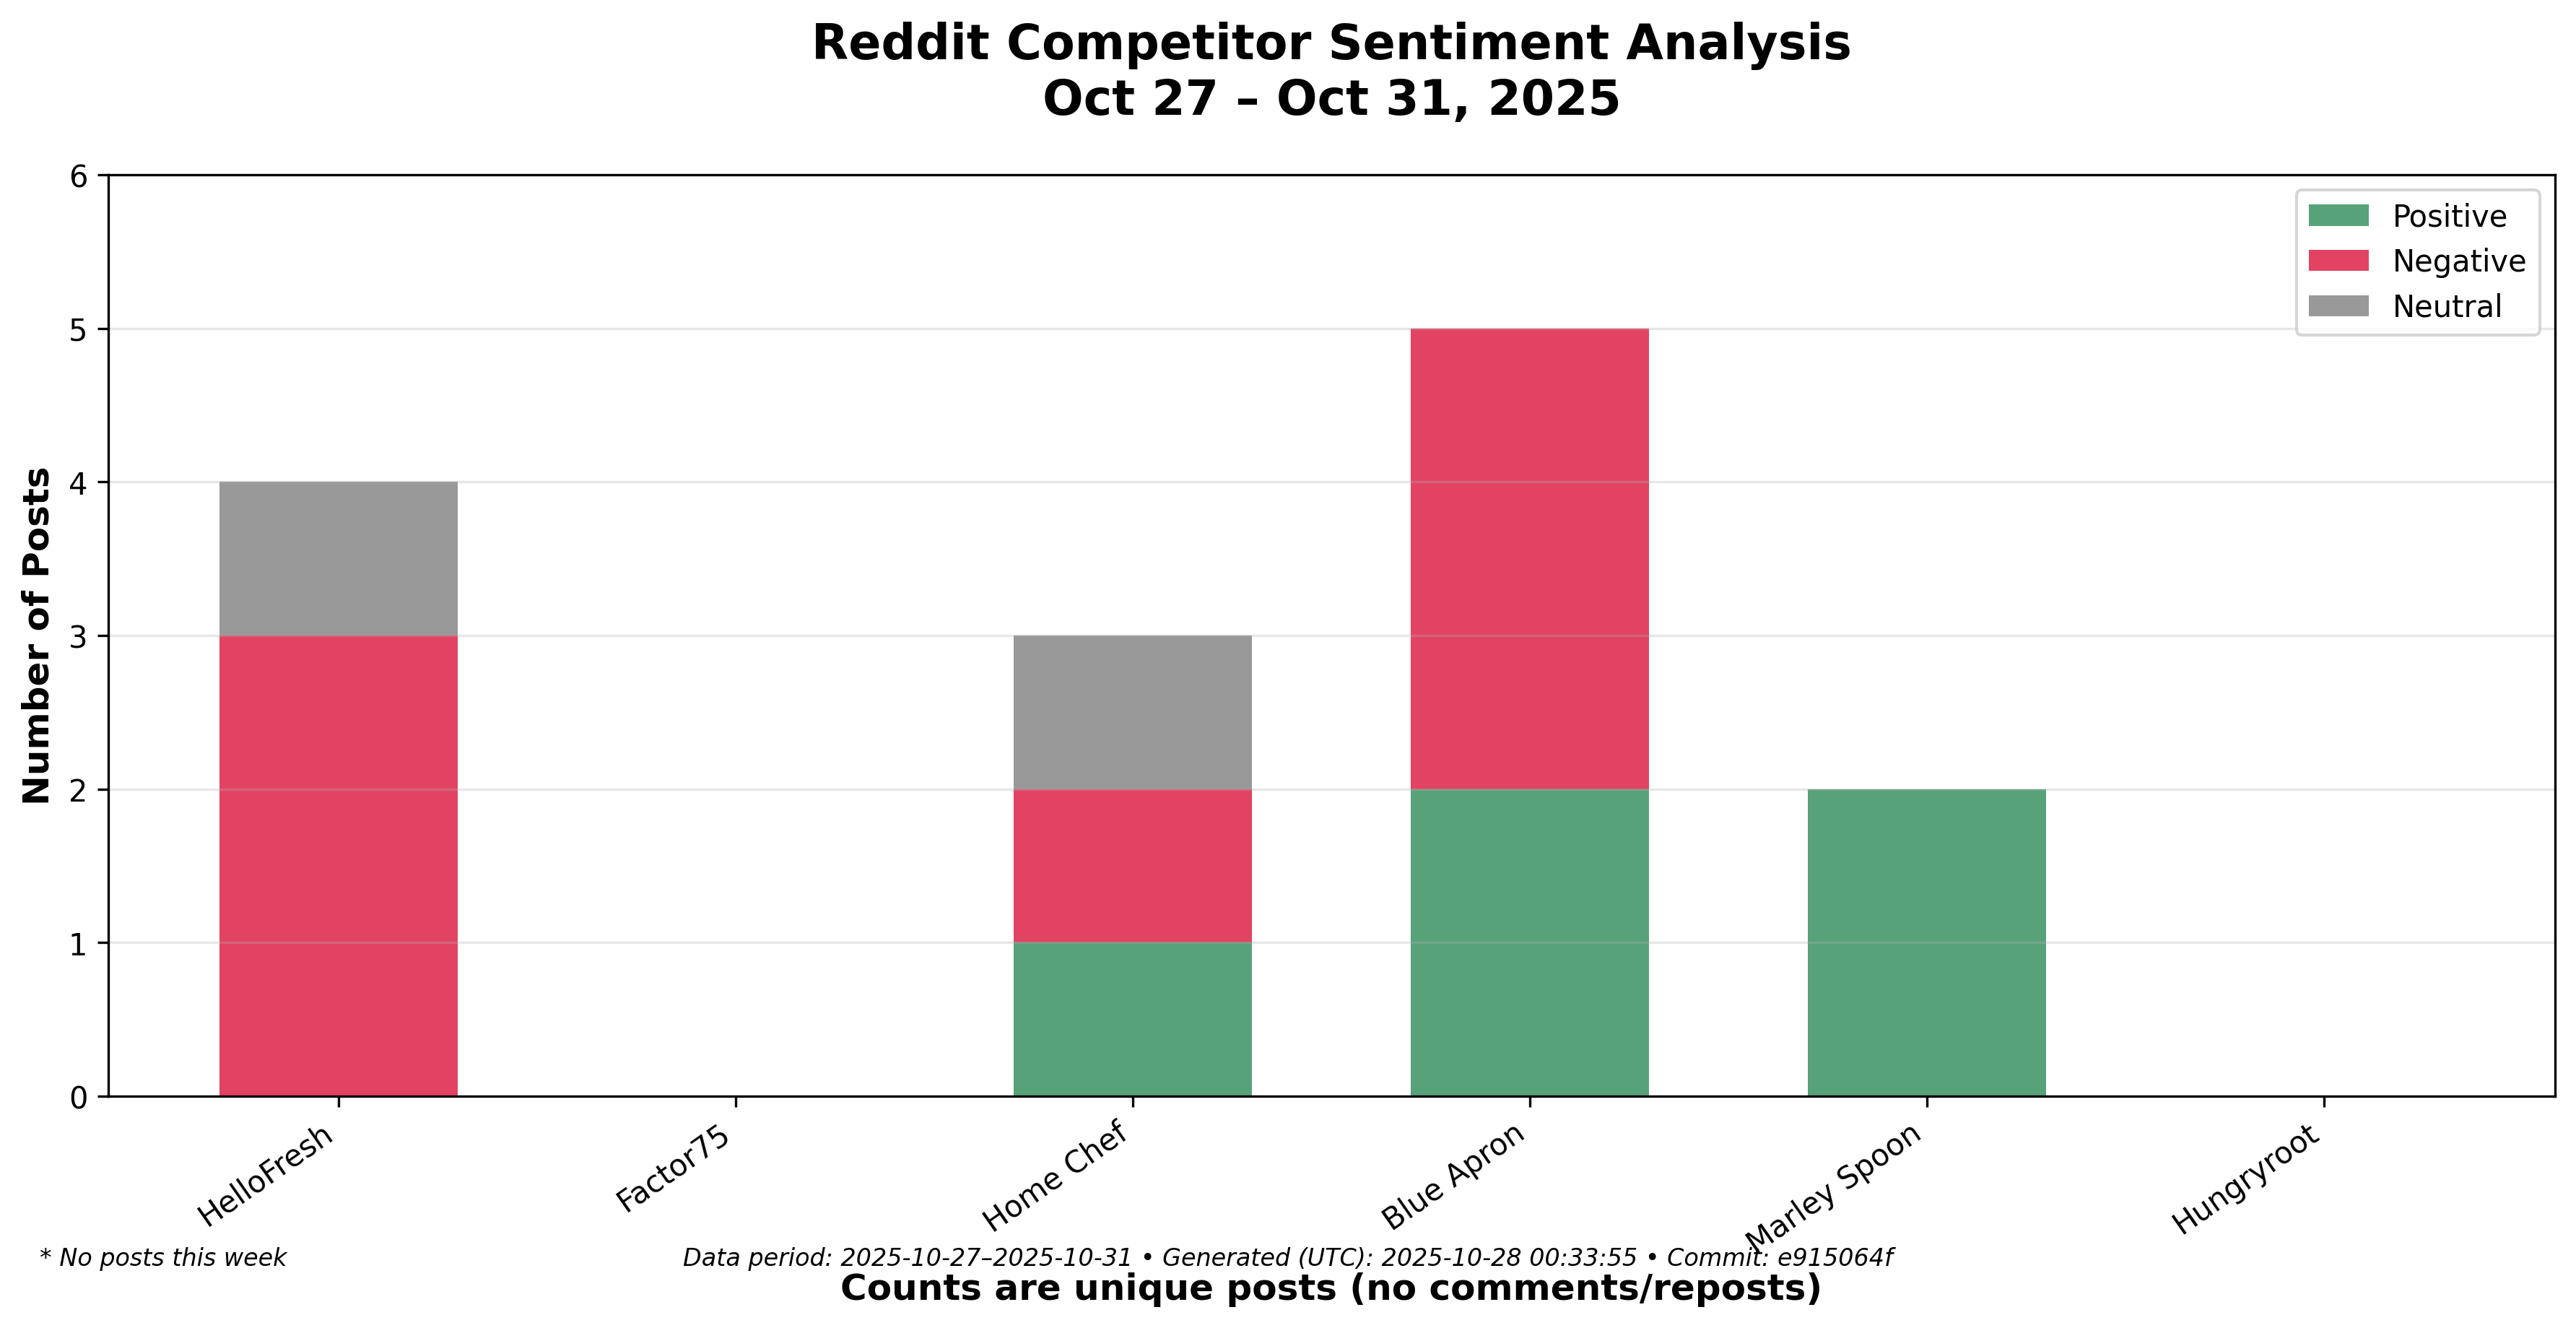 Reddit Competitor Sentiment Analysis
Oct 27 – Oct 31, 2025
6
5
4
3
2
1
0
Number of Posts
Positive
Negative
Neutral
HelloFresh
Factor75
Home Chef
Blue Apron
Marley Spoon
Hungryroot
* No posts this week
Data period: 2025-10-27–2025-10-31 • Generated (UTC): 2025-10-28 00:33:55 • Commit: e915064f
Counts are unique posts (no comments/reposts)